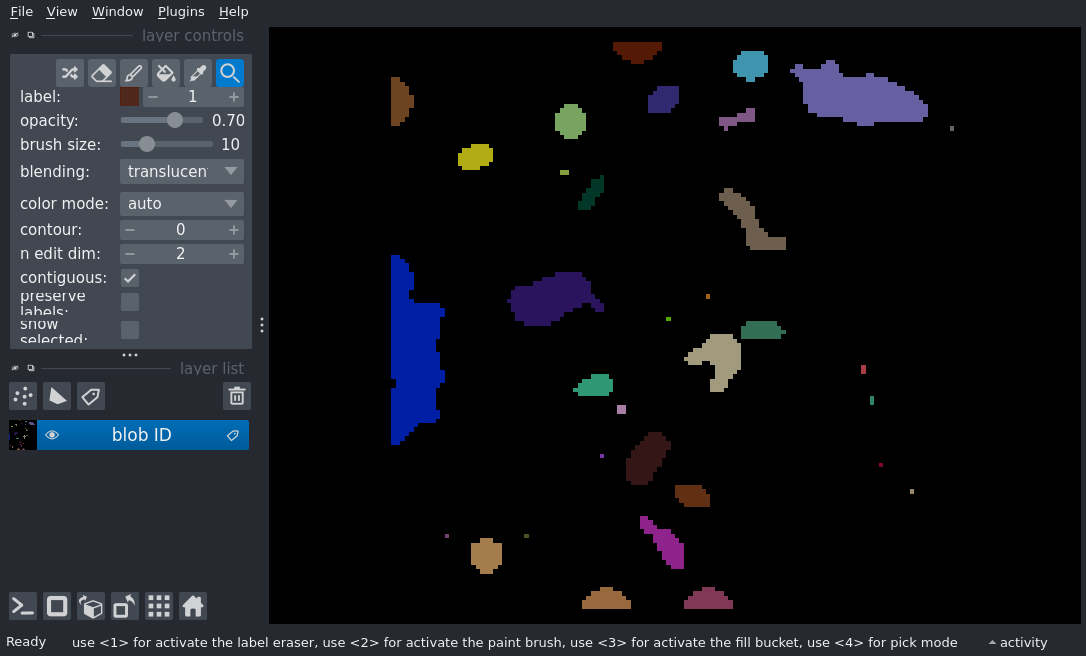 File View Window Plugins Help
layer controls
label: 1
opacity: 0.70
brush size: 10
blending: translucen
color mode: auto
contour: 0
n edit dim: 2
contiguous:
preserve
labels:
show
selected:
layer list
blob ID
Ready use <1> for activate the label eraser, use <2> for activate the paint brush, use <3> for activate the fill bucket, use <4> for pick mode activity